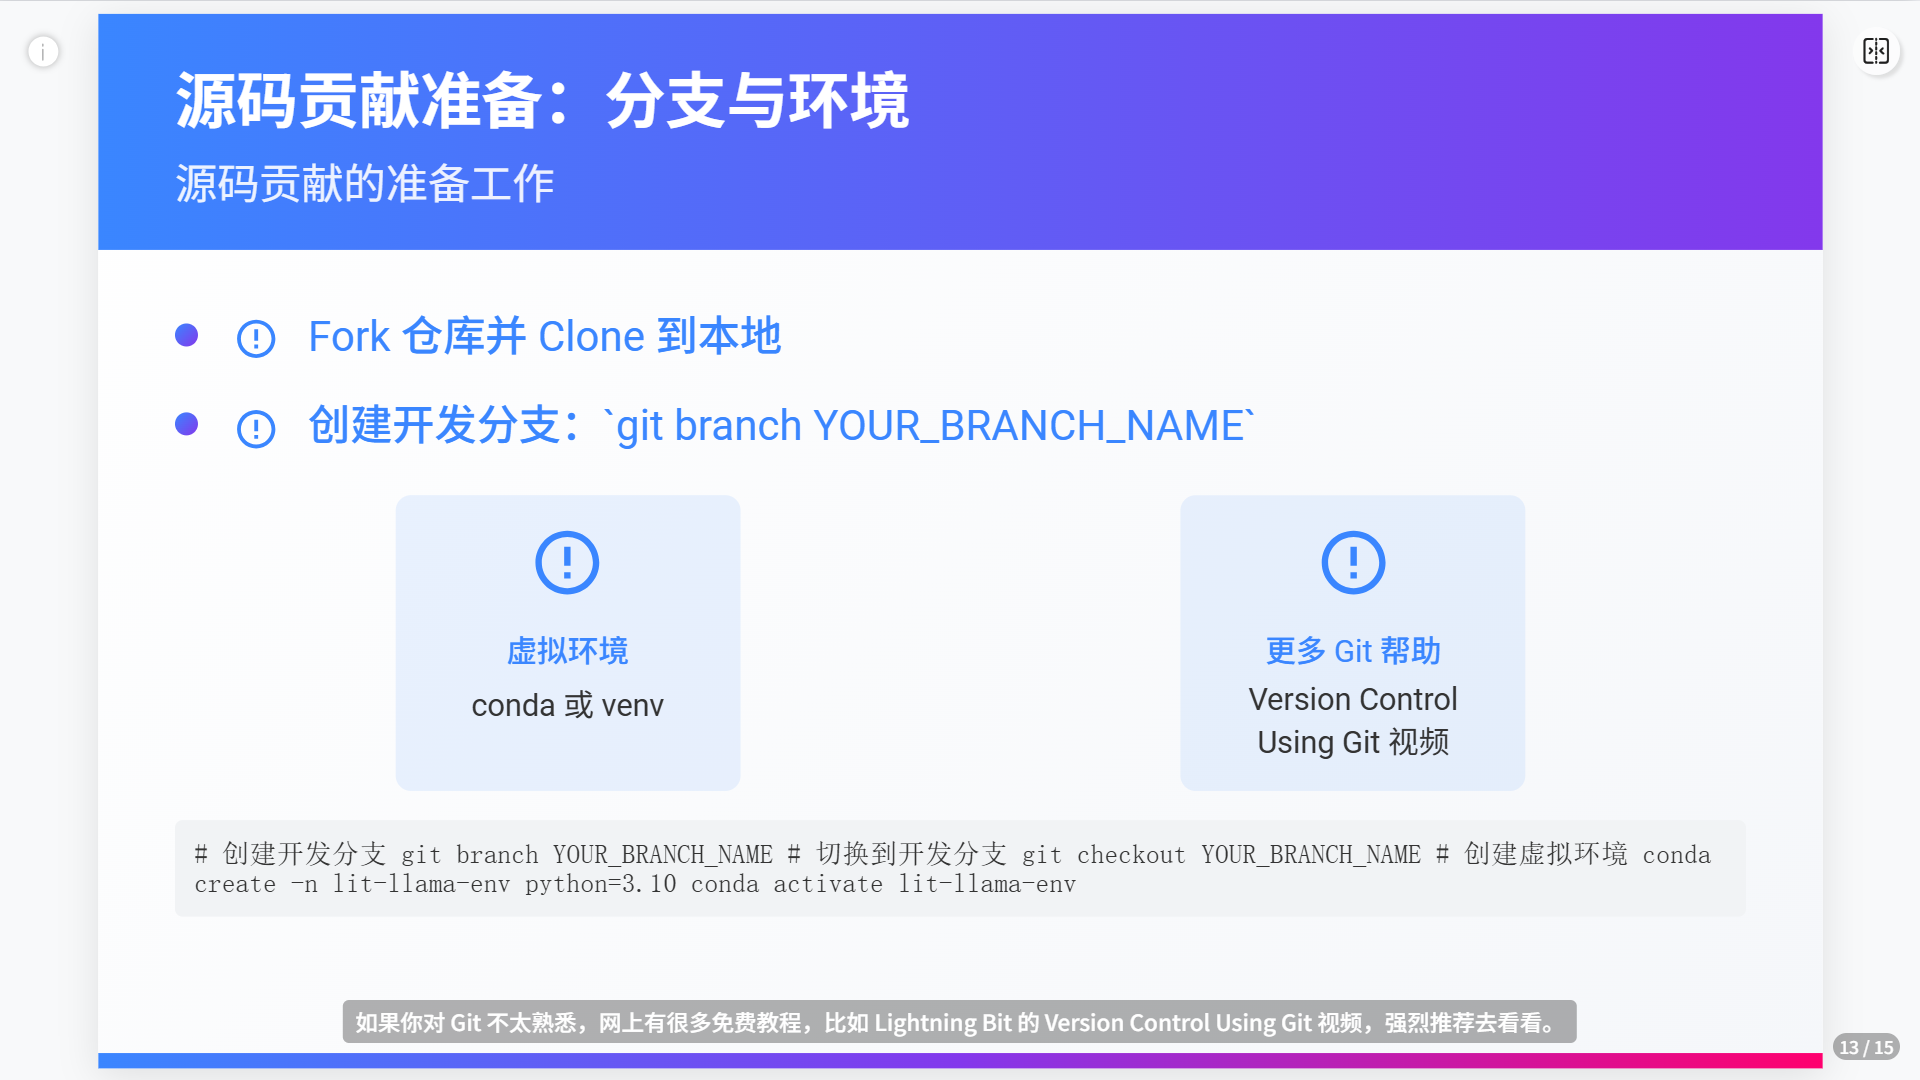 源码贡献准备：分支与环境
源码贡献的准备工作
Fork 仓库并 Clone 到本地
创建开发分支：`git branch YOUR_BRANCH_NAME`
虚拟环境
conda 或 venv
更多 Git 帮助
Version Control
Using Git 视频
# 创建开发分支 git branch YOUR_BRANCH_NAME # 切换到开发分支 git checkout YOUR_BRANCH_NAME # 创建虚拟环境 conda
create -n lit-llama-env python=3.10 conda activate lit-llama-env
如果你对 Git 不太熟悉，网上有很多免费教程，比如 Lightning Bit 的 Version Control Using Git 视频，强烈推荐去看看。
13 / 15